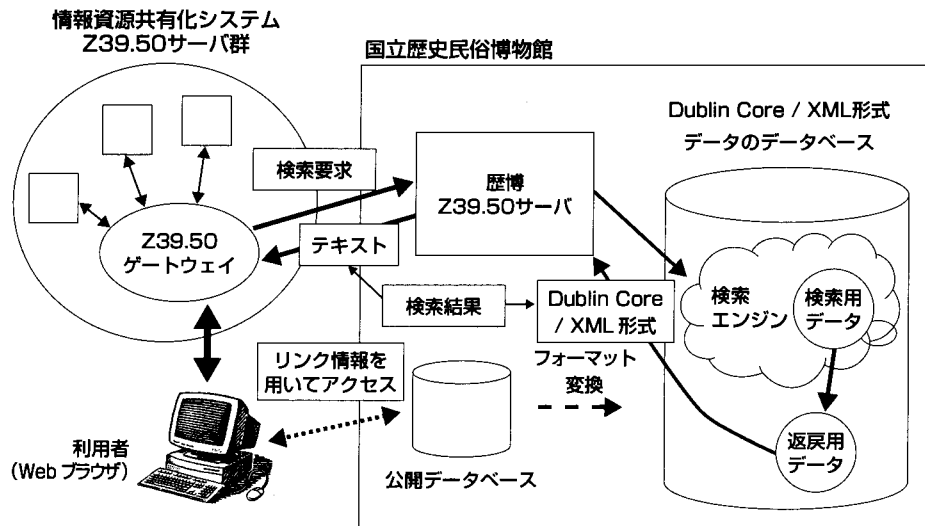 情報資源共有化システム
Z39.50サーバ群
国立歴史民俗博物館
Dublin Core / XML形式
データのデータベース
検索要求
歴博
Z39.50サーバ
Z39.50
ゲートウェイ
テキスト
検索結果
Dublin Core
/ XML 形式
検索
エンジン
検索用
データ
リンク情報を
用いてアクセス
フォーマット
変換
利用者
(Web ブラウザ)
公開データベース
返戻用
データ